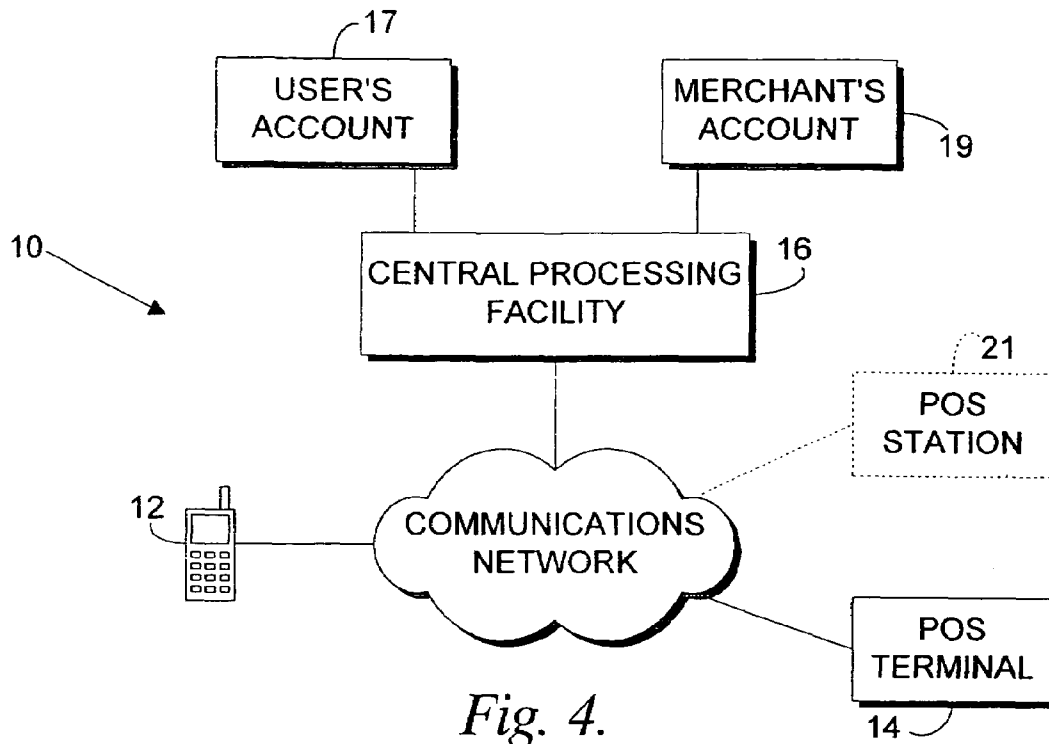 17
USER'S
ACCOUNT
MERCHANT'S
ACCOUNT
19
10
CENTRAL PROCESSING
FACILITY
16
21
POS
STATION
12
COMMUNICATIONS
NETWORK
POS
TERMINAL
14
Fig. 4.